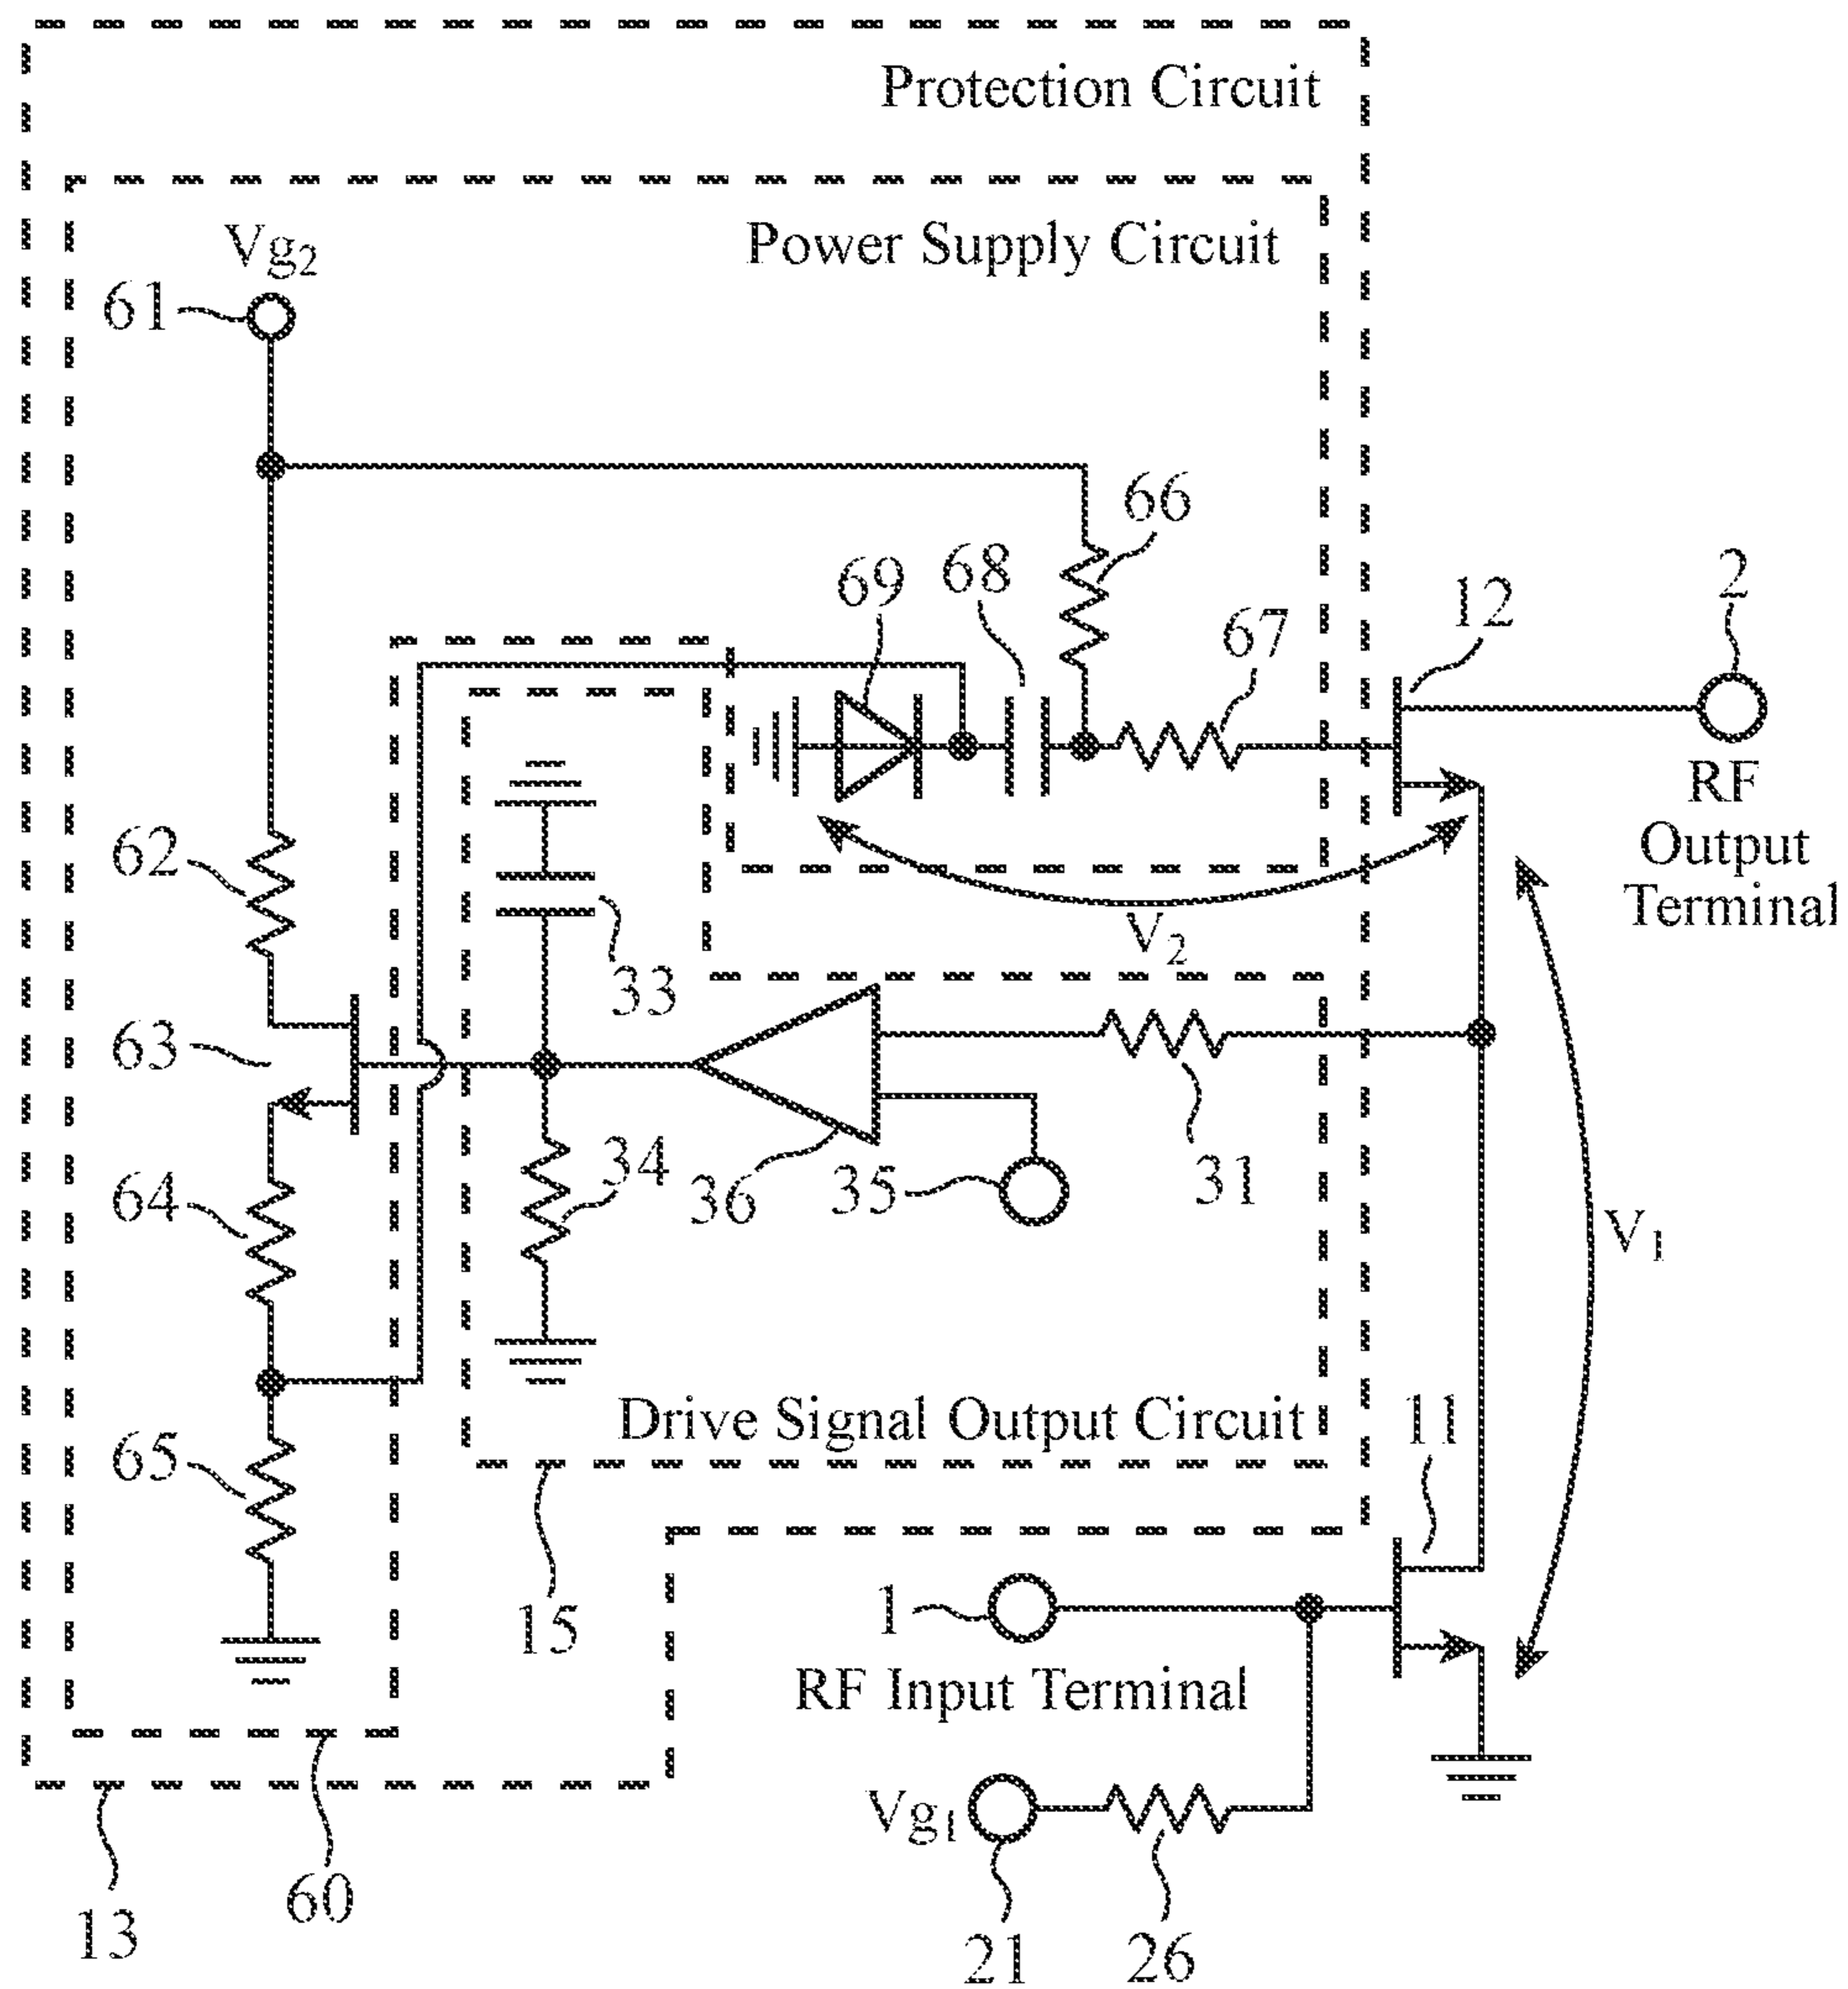 Protection Circuit
Power Supply Circuit
Vg2
61
66
69
68
12
2
67
RF
Output
Terminal
62
V2
33
63
34
36
35
31
64
V1
Drive Signal Output Circuit
65
11
1
15
RF Input Terminal
Vg1
60
13
21
26